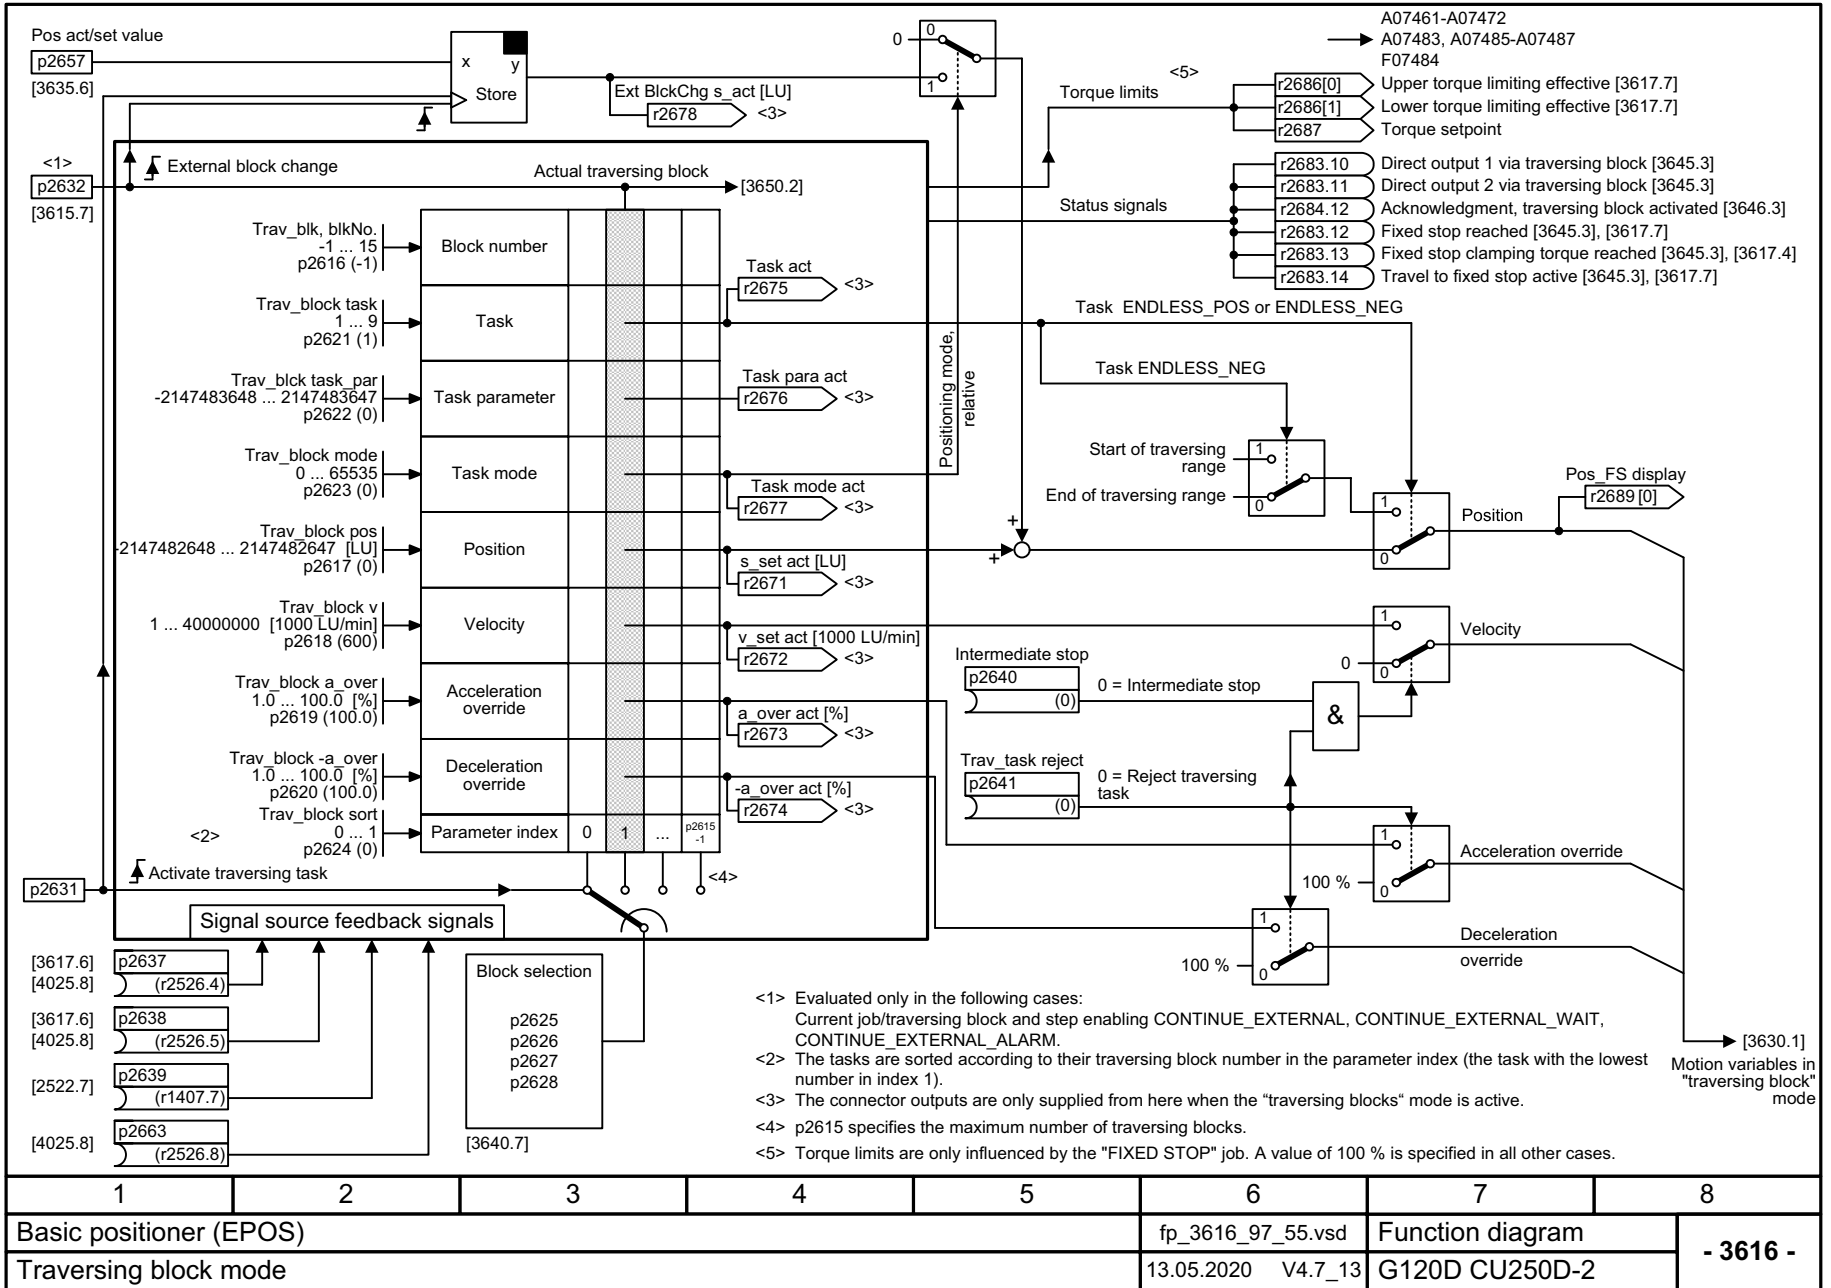 Pos act/set value
p2657
[3635.6]
x
y
Store
Ext BlckChg s_act [LU]
r2678
<3>
0
0
1
A07461-A07472
A07483, A07485-A07487
F07484
<5>
Torque limits
r2686[0]
Upper torque limiting effective [3617.7]
r2686[1]
Lower torque limiting effective [3617.7]
r2687
Torque setpoint
<1>
p2632
[3615.7]
External block change
Actual traversing block
[3650.2]
Status signals
r2683.10
Direct output 1 via traversing block [3645.3]
r2683.11
Direct output 2 via traversing block [3645.3]
r2684.12
Acknowledgment, traversing block activated [3646.3]
r2683.12
Fixed stop reached [3645.3], [3617.7]
r2683.13
Fixed stop clamping torque reached [3645.3], [3617.4]
r2683.14
Travel to fixed stop active [3645.3], [3617.7]
Trav_blk, blkNo.
-1 ... 15
p2616 (-1)
Block number
Task act
r2675
<3>
Trav_block task
1 ... 9
p2621 (1)
Task
Task ENDLESS_POS or ENDLESS_NEG
Task ENDLESS_NEG
Trav_blck task_par
-2147483648 ... 2147483647
p2622 (0)
Task parameter
Task para act
r2676
<3>
Positioning mode,
relative
Trav_block mode
0 ... 65535
p2623 (0)
Task mode
Task mode act
r2677
<3>
Start of traversing
range
End of traversing range
1
0
Pos_FS display
r2689 [0]
1
0
Position
Trav_block pos
-2147482648 ... 2147482647 [LU]
p2617 (0)
Position
s_set act [LU]
r2671
<3>
+
+
Trav_block v
1 ... 40000000 [1000 LU/min]
p2618 (600)
Velocity
v_set act [1000 LU/min]
r2672
<3>
1
0
0
Velocity
Intermediate stop
p2640
(0)
0 = Intermediate stop
&
Trav_block a_over
1.0 ... 100.0 [%]
p2619 (100.0)
Acceleration
override
a_over act [%]
r2673
<3>
Trav_task reject
p2641
(0)
0 = Reject traversing
task
Trav_block -a_over
1.0 ... 100.0 [%]
p2620 (100.0)
Deceleration
override
-a_over act [%]
r2674
<3>
Trav_block sort
0 ... 1
p2624 (0)
<2>
Parameter index
0
1
...
p2615
-1
<4>
1
100 %
0
Acceleration override
p2631
Activate traversing task
Signal source feedback signals
1
100 %
0
Deceleration
override
[3617.6]
[4025.8]
p2637
(r2526.4)
[3617.6]
[4025.8]
p2638
(r2526.5)
[2522.7]
p2639
(r1407.7)
[4025.8]
p2663
(r2526.8)
Block selection
p2625
p2626
p2627
p2628
[3640.7]
<1> Evaluated only in the following cases:
Current job/traversing block and step enabling CONTINUE_EXTERNAL, CONTINUE_EXTERNAL_WAIT,
CONTINUE_EXTERNAL_ALARM.
<2> The tasks are sorted according to their traversing block number in the parameter index (the task with the lowest
number in index 1).
<3> The connector outputs are only supplied from here when the “traversing blocks“ mode is active.
<4> p2615 specifies the maximum number of traversing blocks.
<5> Torque limits are only influenced by the "FIXED STOP" job. A value of 100 % is specified in all other cases.
[3630.1]
Motion variables in
"traversing block"
mode
1 2 3 4 5 6 7 8
Basic positioner (EPOS)
fp_3616_97_55.vsd
Function diagram
- 3616 -
Traversing block mode
13.05.2020 V4.7_13
G120D CU250D-2